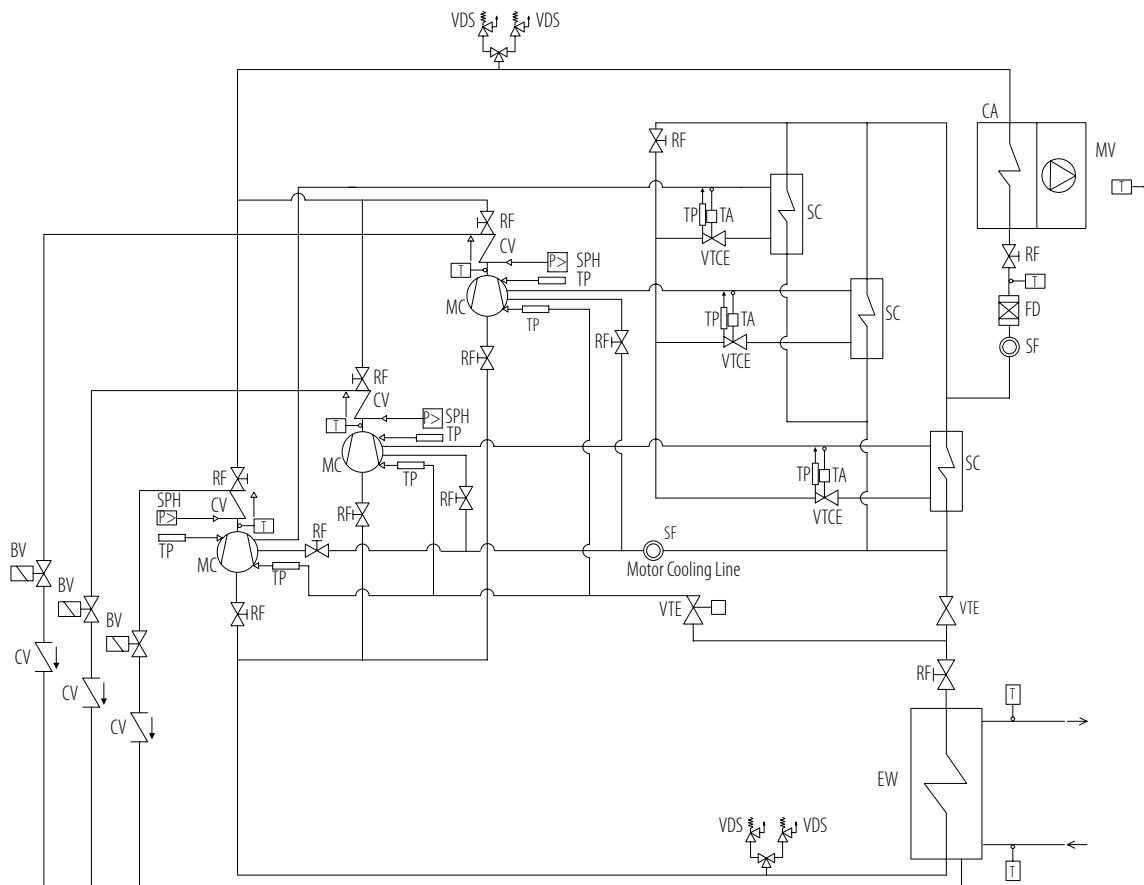 VDS VDS
CA
MV
T
RF
RF
TP TA
SC
VTCE
CV
P> SPH
T
TP
MC
TP
RF
T
FD
SF
TP TA
SC
VTCE
RF
RF
RF
CV
P> SPH
T
TP
MC
TP
TP TA
SC
VTCE
RF
RF
RF
SPH
CV
P>
T
RF
SF
TP
MC
TP
Motor Cooling Line
BV
BV
BV
RF
VTE
VTE
CV
CV
CV
RF
T
EW
VDS VDS
T